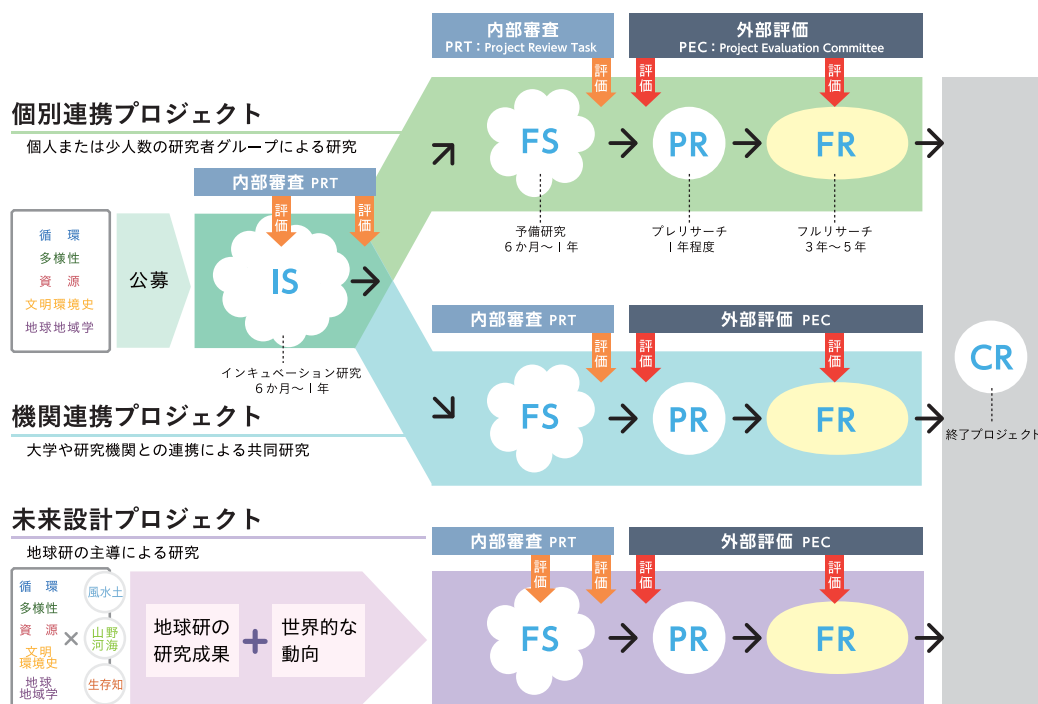 内部審査
PRT：Project Review Task
外部評価
PEC：Project Evaluation Committee
評価
評価
評価
個別連携プロジェクト
個人または少人数の研究者グループによる研究
FS
PR
FR
内部審査 PRT
評価
評価
予備研究
6か月〜1年
プレリサーチ
1年程度
フルリサーチ
3年〜5年
循　環
多様性
資　源
文明環境史
地球地域学
公募
IS
インキュベーション研究
6か月〜1年
内部審査 PRT
外部評価 PEC
評価
評価
評価
機関連携プロジェクト
大学や研究機関との連携による共同研究
FS
PR
FR
CR
終了プロジェクト
未来設計プロジェクト
地球研の主導による研究
内部審査 PRT
外部評価 PEC
評価
評価
評価
評価
循　環
多様性
資　源
文明
環境史
地球
地域学
×
風水土
山野
河海
生存知
地球研の
研究成果
+
世界的な
動向
FS
PR
FR